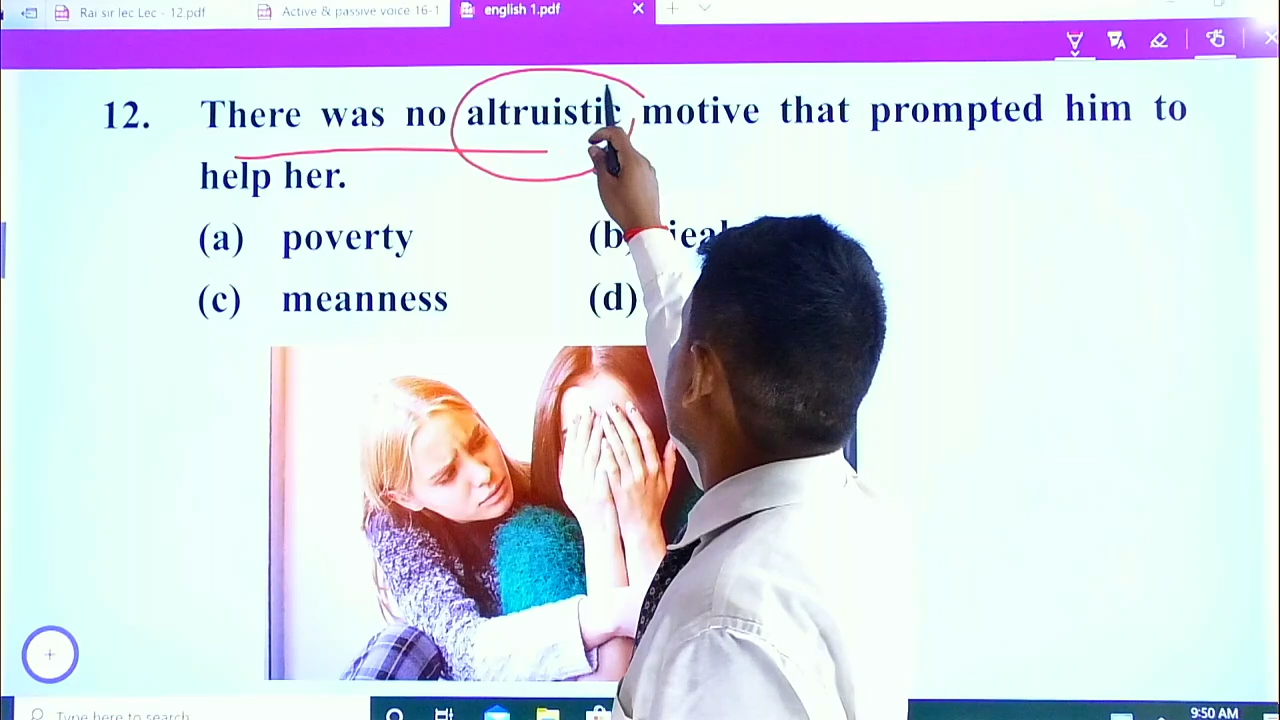 Rai sir lec Lec - 12.pdf
Active & passive voice 16-1
english 1.pdf
12. There was no altruistic motive that prompted him to
help her.
(a) poverty (b)
(c) meanness (d)
Type here to search
9:50 AM